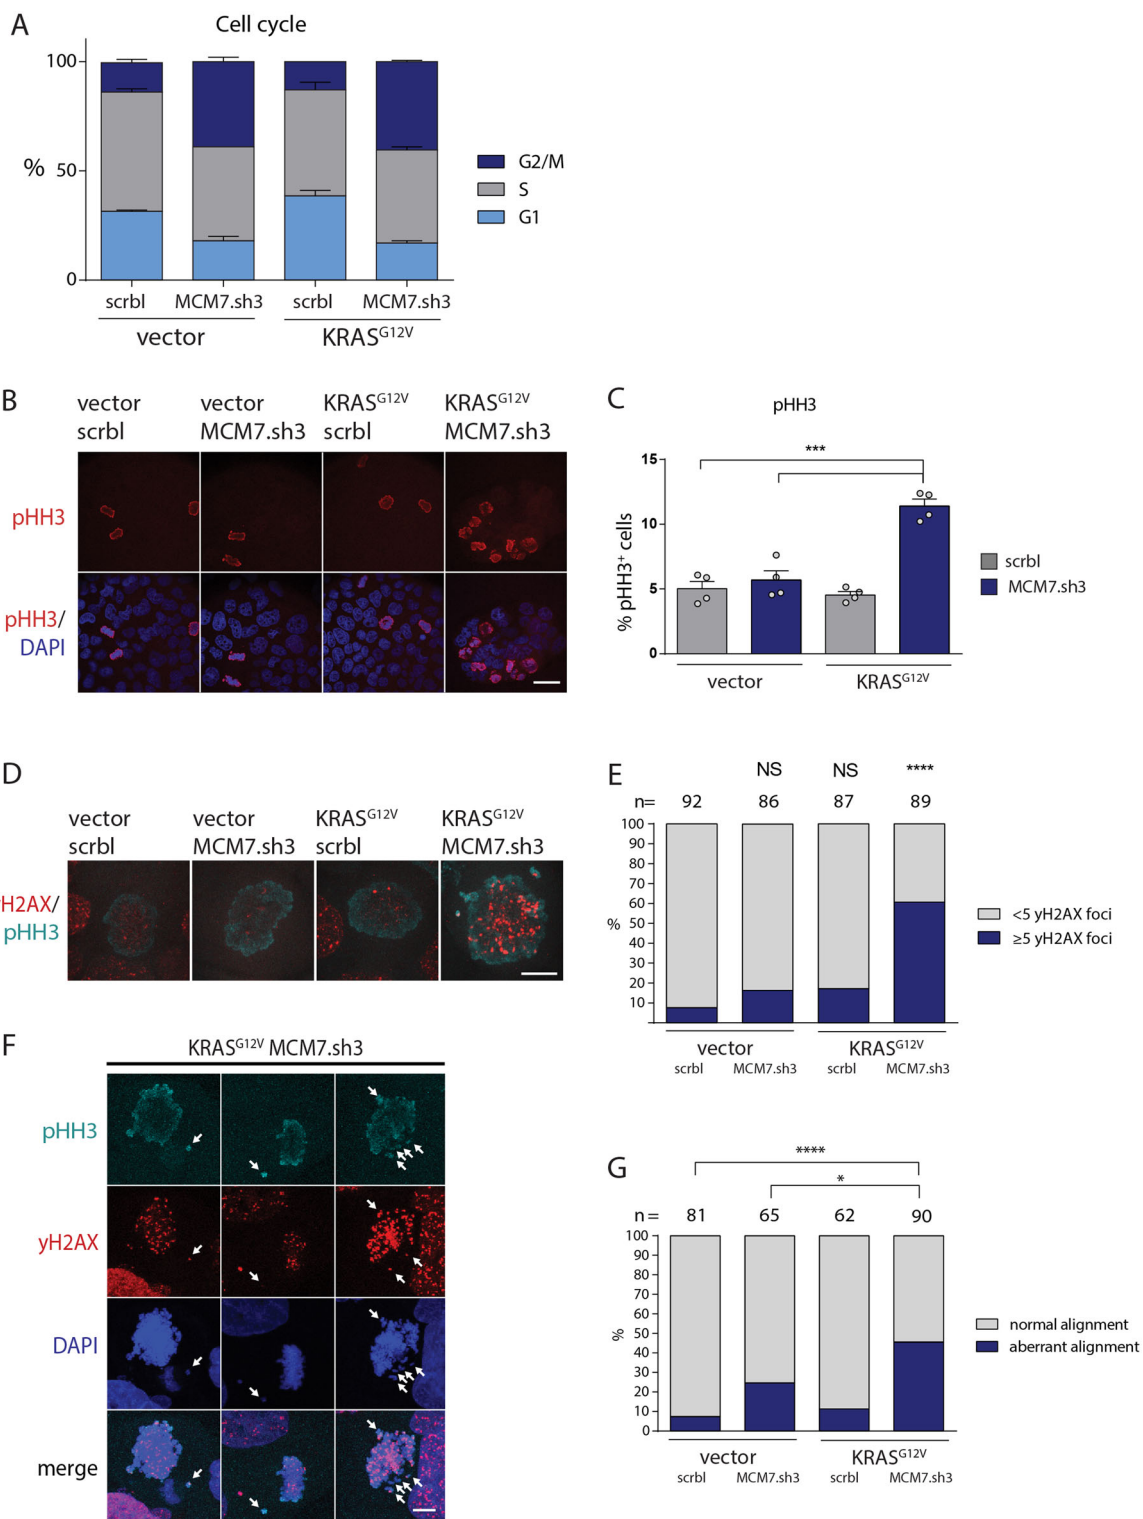 A
Cell cycle
100
50
0
%
G2/M
S
G1
scrbl MCM7.sh3 scrbl MCM7.sh3
vector KRASG12V
B
vector scrbl
vector MCM7.sh3
KRASG12V scrbl
KRASG12V MCM7.sh3
pHH3
pHH3/
DAPI
C
pHH3
***
15
10
5
0
% pHH3+ cells
scrbl
MCM7.sh3
vector KRASG12V
D
vector scrbl
vector MCM7.sh3
KRASG12V scrbl
KRASG12V MCM7.sh3
H2AX/
pHH3
E
NS NS ****
n= 92 86 87 89
100
90
80
70
60
50
40
30
20
10
%
<5 yH2AX foci
≥5 yH2AX foci
vector KRASG12V
scrbl MCM7.sh3 scrbl MCM7.sh3
F
KRASG12V MCM7.sh3
pHH3
yH2AX
DAPI
merge
G
****
*
n= 81 65 62 90
100
90
80
70
60
50
40
30
20
10
0
%
normal alignment
aberrant alignment
vector KRASG12V
scrbl MCM7.sh3 scrbl MCM7.sh3